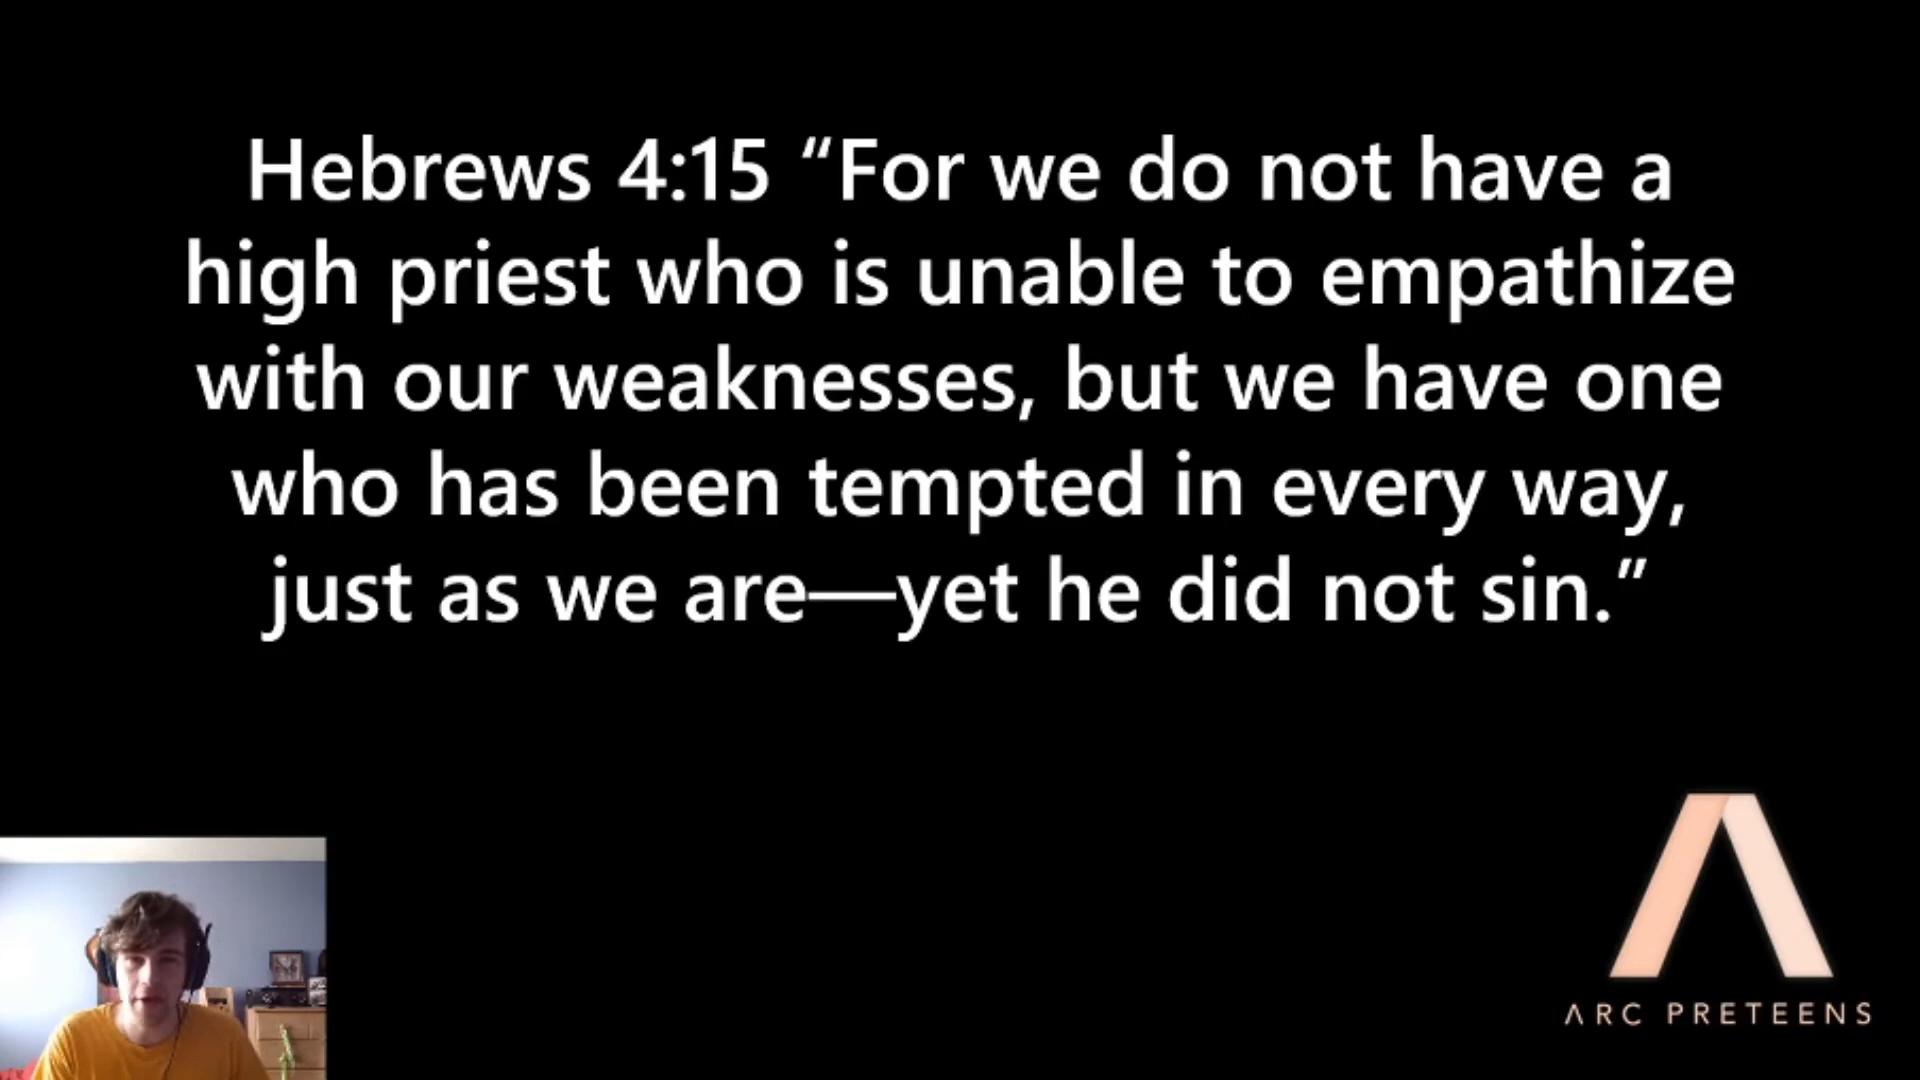 Hebrews 4:15 “For we do not have a
high priest who is unable to empathize
with our weaknesses, but we have one
who has been tempted in every way,
just as we are—yet he did not sin.”
ARC PRETEENS